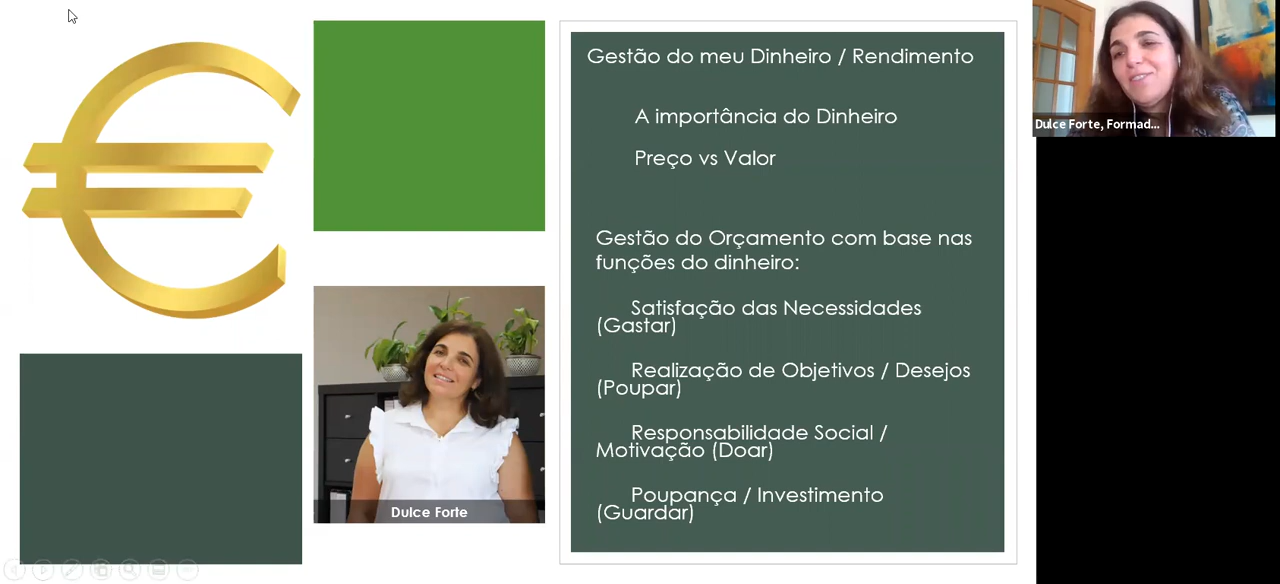 Gestão do meu Dinheiro / Rendimento
A importância do Dinheiro
Preço vs Valor
Gestão do Orçamento com base nas
funções do dinheiro:
Satisfação das Necessidades
(Gastar)
Realização de Objetivos / Desejos
(Poupar)
Responsabilidade Social /
Motivação (Doar)
Poupança / Investimento
(Guardar)
Dulce Forte
Dulce Forte, Formad...